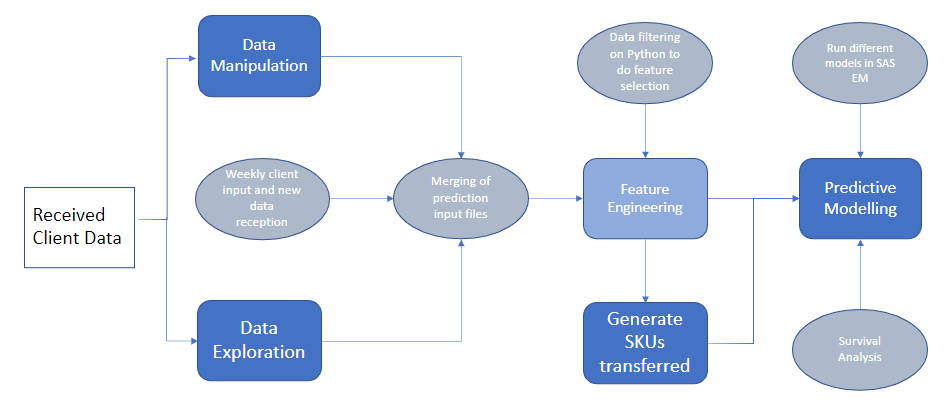 Data
Manipulation
Data filtering
on Python to
do feature
selection
Run different
models in SAS
EM
Weekly client
input and new
data
reception
Merging of
prediction
input files
Feature
Engineering
Predictive
Modelling
Received
Client Data
Data
Exploration
Generate
SKUs
transferred
Survival
Analysis